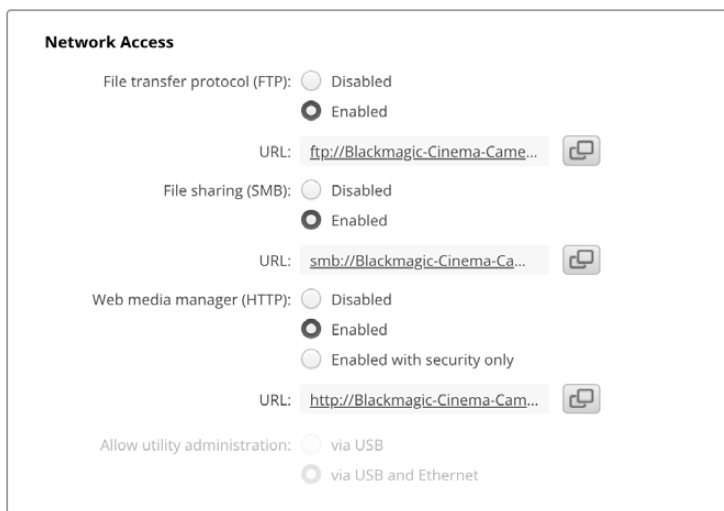 Network Access
File transfer protocol (FTP): Disabled
Enabled
URL: ftp://Blackmagic-Cinema-Came...
File sharing (SMB): Disabled
Enabled
URL: smb://Blackmagic-Cinema-Ca...
Web media manager (HTTP): Disabled
Enabled
Enabled with security only
URL: http://Blackmagic-Cinema-Cam...
Allow utility administration: via USB
via USB and Ethernet